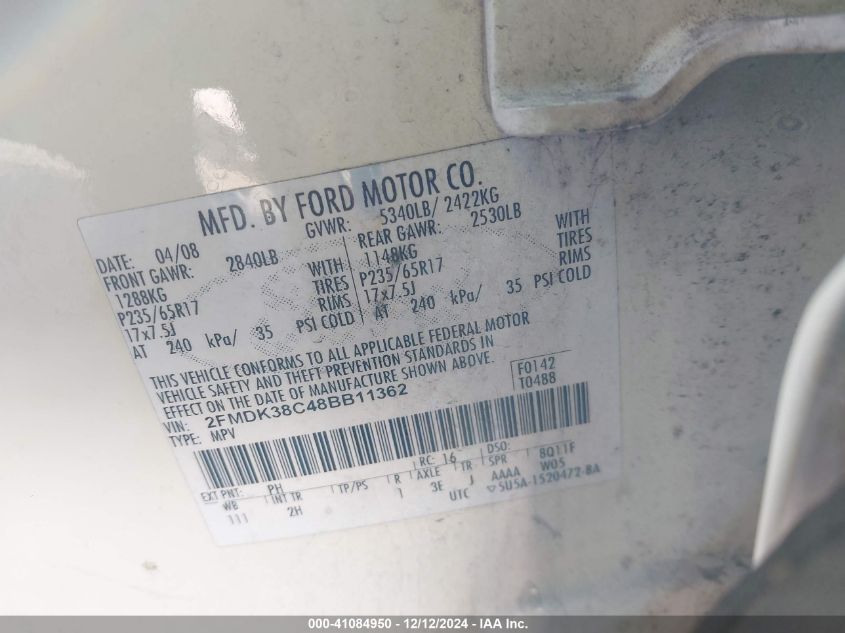 MFD. BY FORD MOTOR CO.
DATE: 04/08 GVWR: 5340LB/ 2422KG
FRONT GAWR: 2840LB REAR GAWR: 2530LB
1288KG WITH 1148KG WITH
P235/65R17 TIRES P235/65R17 TIRES
17x7.5J RIMS 17x7.5J RIMS
AT 240 kPa/ 35 PSI COLD AT 240 kPa/ 35 PSI COLD
THIS VEHICLE CONFORMS TO ALL APPLICABLE FEDERAL MOTOR
VEHICLE SAFETY AND THEFT PREVENTION STANDARDS IN
EFFECT ON THE DATE OF MANUFACTURE SHOWN ABOVE.
VIN: 2FMDK38C48BB11362 F0142
TYPE: MPV T0488
EXT PNT: PH RC: 16 DSO: 8Q11F
WB INT TR TP/PS R AXLE TR SPR W05
111 2H 1 3E J AAAA
UTC ▽5U5A-1520472-BA
000-41084950 - 12/12/2024 - IAA Inc.